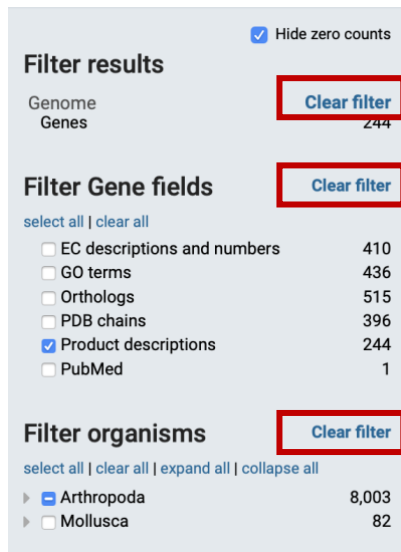 Hide zero counts
Filter results
Genome Clear filter
Genes 244
Filter Gene fields Clear filter
select all | clear all
EC descriptions and numbers 410
GO terms 436
Orthologs 515
PDB chains 396
Product descriptions 244
PubMed 1
Filter organisms Clear filter
select all | clear all | expand all | collapse all
Arthropoda 8,003
Mollusca 82